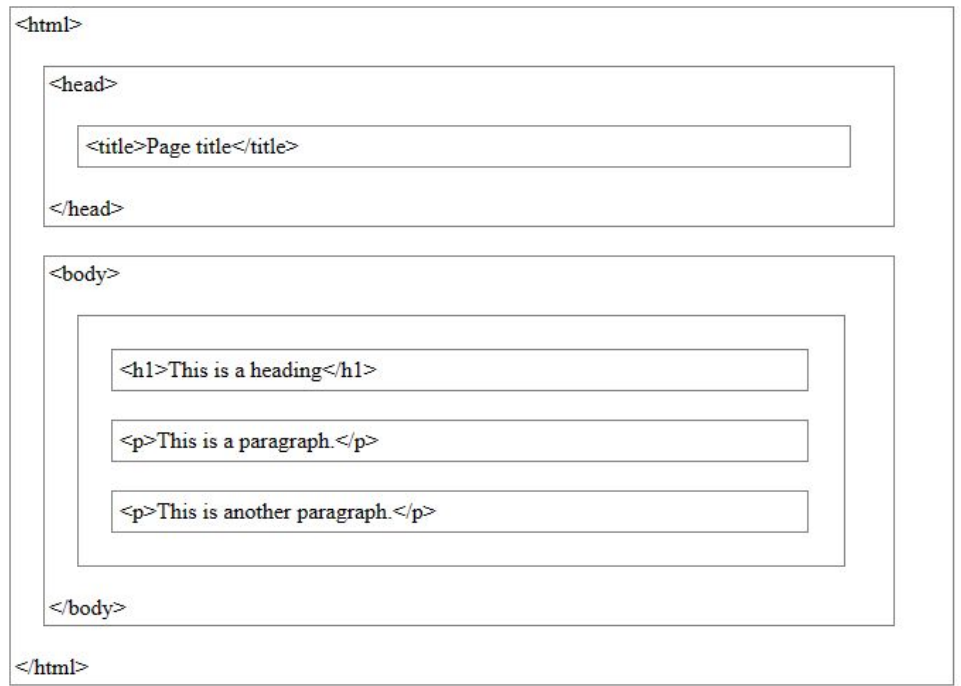 <html>
<head>
<title>Page title</title>
</head>
<body>
<h1>This is a heading</h1>
<p>This is a paragraph.</p>
<p>This is another paragraph.</p>
</body>
</html>